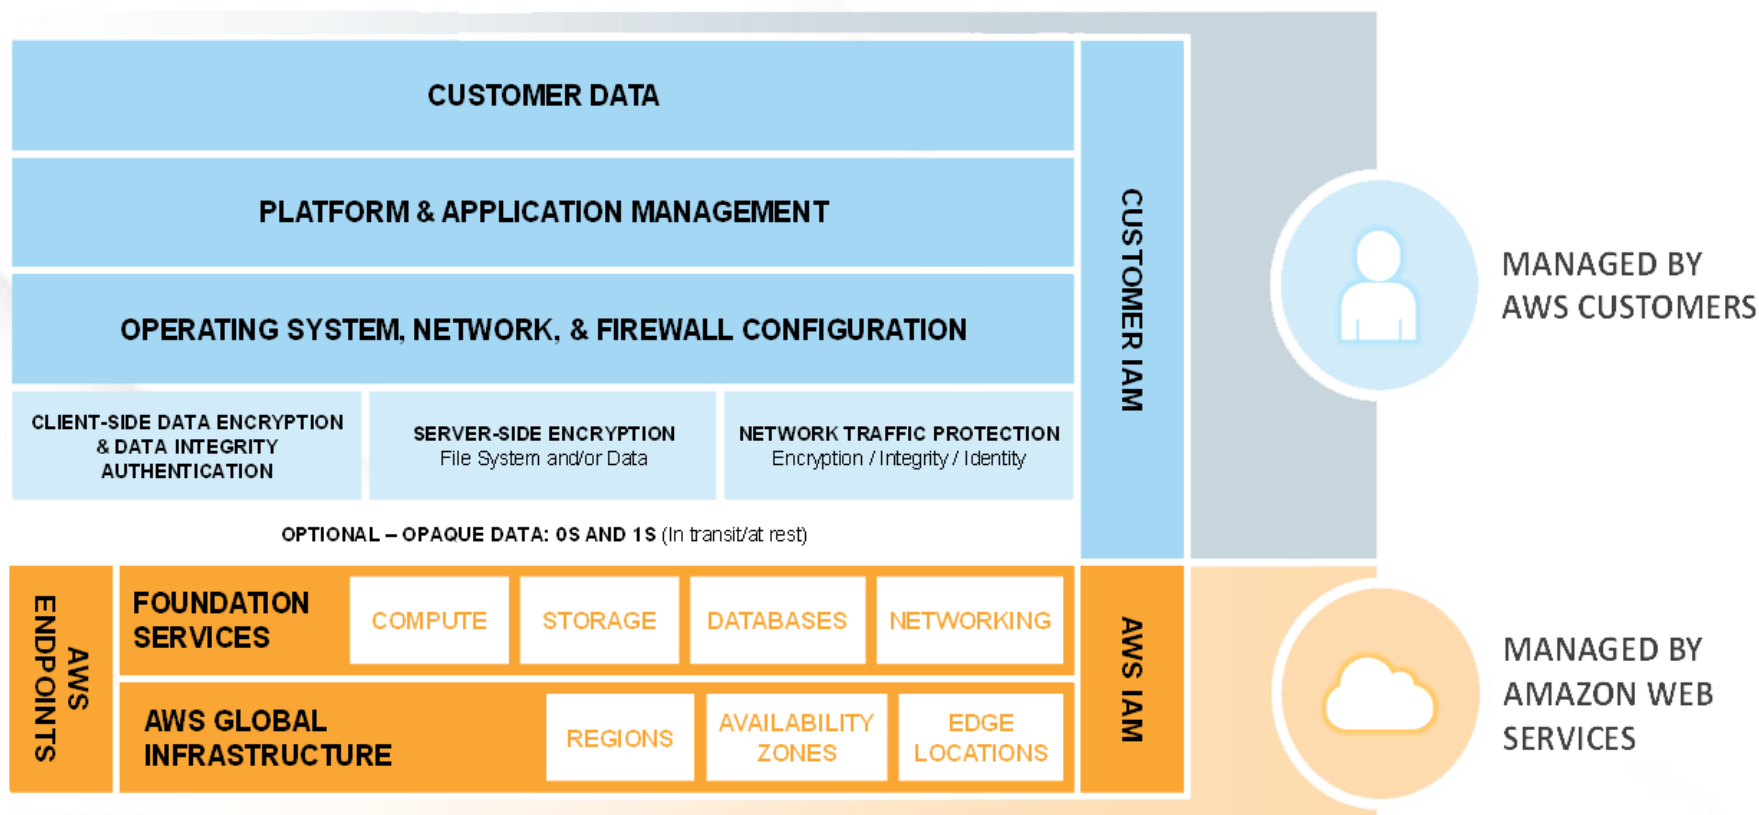 CUSTOMER DATA
PLATFORM & APPLICATION MANAGEMENT
OPERATING SYSTEM, NETWORK, & FIREWALL CONFIGURATION
CLIENT-SIDE DATA ENCRYPTION
& DATA INTEGRITY
AUTHENTICATION
SERVER-SIDE ENCRYPTION
File System and/or Data
NETWORK TRAFFIC PROTECTION
Encryption / Integrity / Identity
OPTIONAL – OPAQUE DATA: 0S AND 1S (In transit/at rest)
CUSTOMER IAM
MANAGED BY
AWS CUSTOMERS
AWS
ENDPOINTS
FOUNDATION
SERVICES
COMPUTE
STORAGE
DATABASES
NETWORKING
AWS GLOBAL
INFRASTRUCTURE
REGIONS
AVAILABILITY
ZONES
EDGE
LOCATIONS
AWS IAM
MANAGED BY
AMAZON WEB
SERVICES